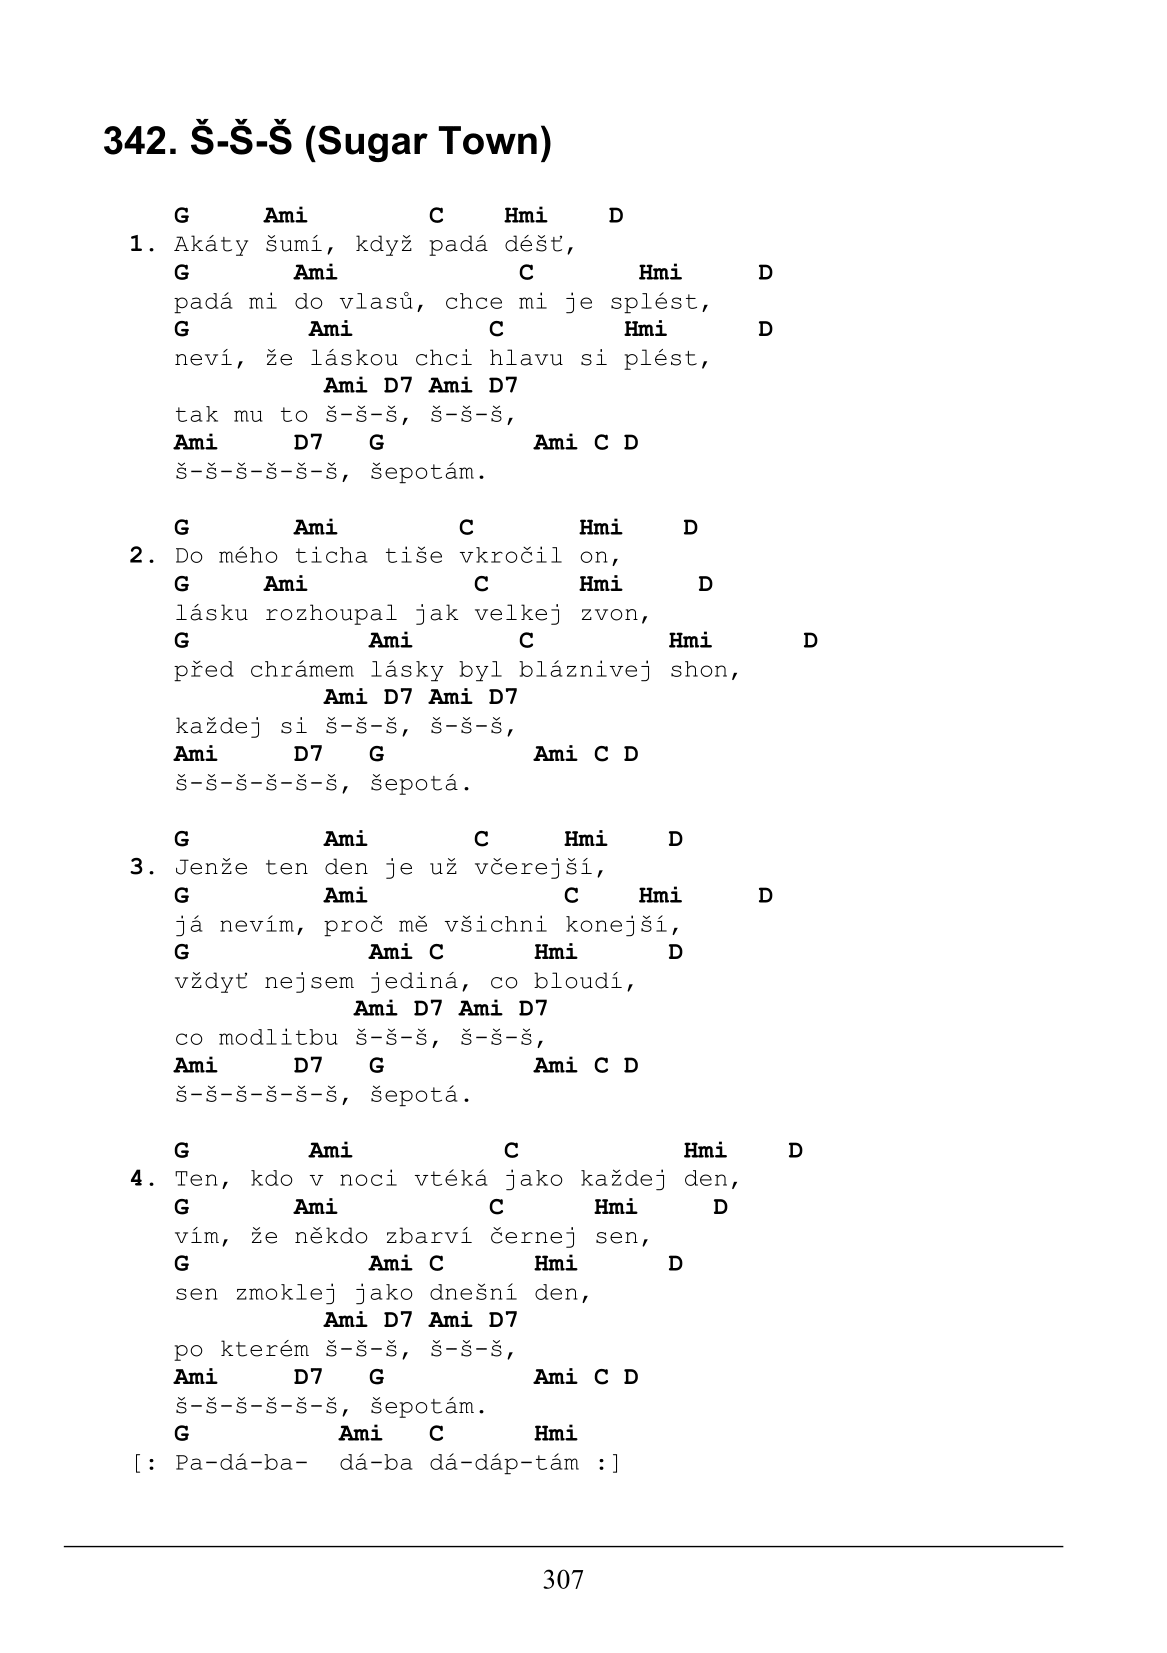 342. Š-Š-Š (Sugar Town)
G     Ami        C    Hmi    D
1. Akáty šumí, když padá déšť,
G       Ami            C       Hmi     D
padá mi do vlasů, chce mi je splést,
G        Ami         C        Hmi      D
neví, že láskou chci hlavu si plést,
Ami D7 Ami D7
tak mu to š-š-š, š-š-š,
Ami     D7   G          Ami C D
š-š-š-š-š-š, šepotám.
G       Ami        C       Hmi    D
2. Do mého ticha tiše vkročil on,
G     Ami           C      Hmi     D
lásku rozhoupal jak velkej zvon,
G            Ami       C         Hmi      D
před chrámem lásky byl bláznivej shon,
Ami D7 Ami D7
každej si š-š-š, š-š-š,
Ami     D7   G          Ami C D
š-š-š-š-š-š, šepotá.
G         Ami       C     Hmi    D
3. Jenže ten den je už včerejší,
G         Ami             C    Hmi     D
já nevím, proč mě všichni konejší,
G            Ami C      Hmi      D
vždyť nejsem jediná, co bloudí,
Ami D7 Ami D7
co modlitbu š-š-š, š-š-š,
Ami     D7   G          Ami C D
š-š-š-š-š-š, šepotá.
G        Ami          C           Hmi    D
4. Ten, kdo v noci vtéká jako každej den,
G       Ami          C      Hmi     D
vím, že někdo zbarví černej sen,
G            Ami C      Hmi      D
sen zmoklej jako dnešní den,
Ami D7 Ami D7
po kterém š-š-š, š-š-š,
Ami     D7   G          Ami C D
š-š-š-š-š-š, šepotám.
G          Ami   C      Hmi
[: Pa-dá-ba-  dá-ba dá-dáp-tám :]
307